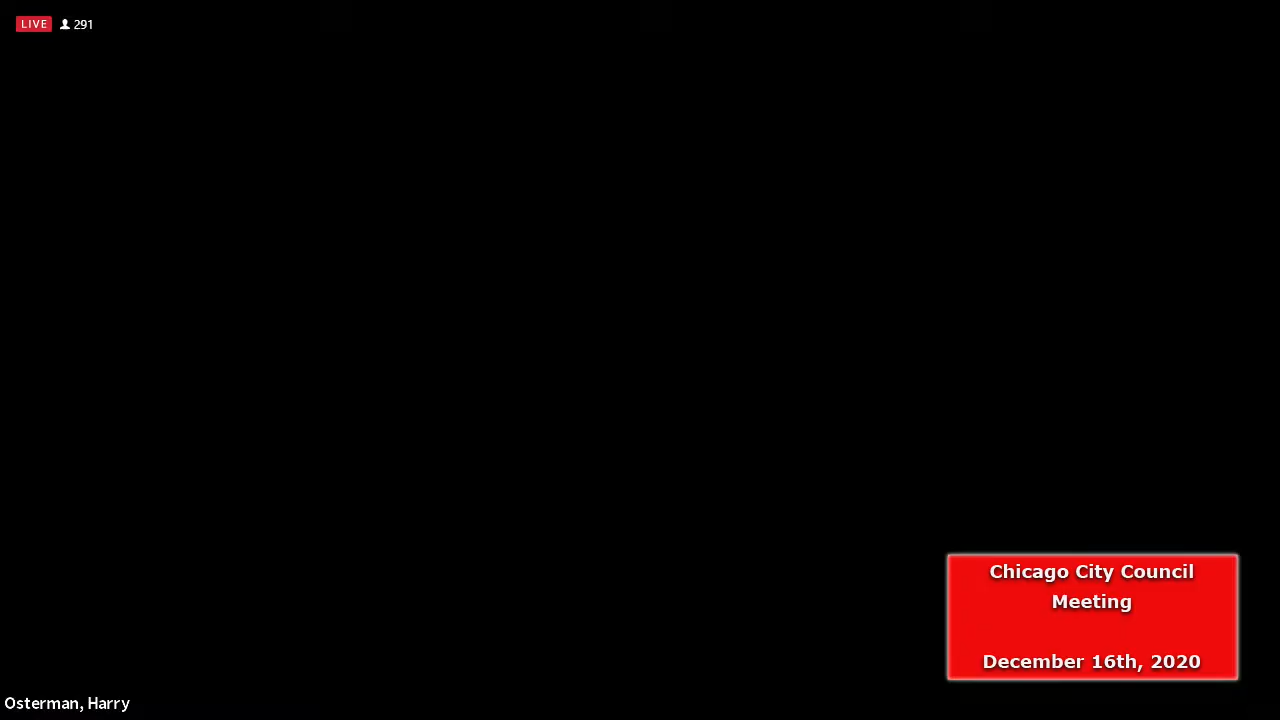 LIVE 291
Chicago City Council
Meeting
December 16th, 2020
Osterman, Harry